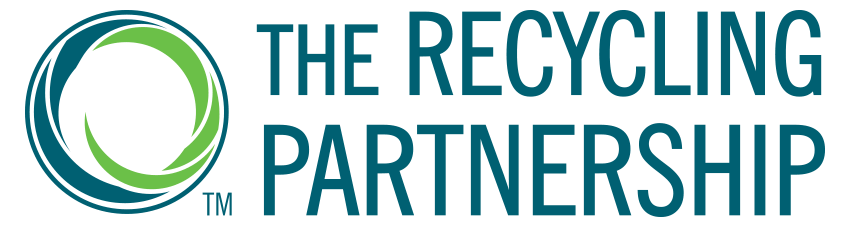 THE RECYCLING
PARTNERSHIP
TM